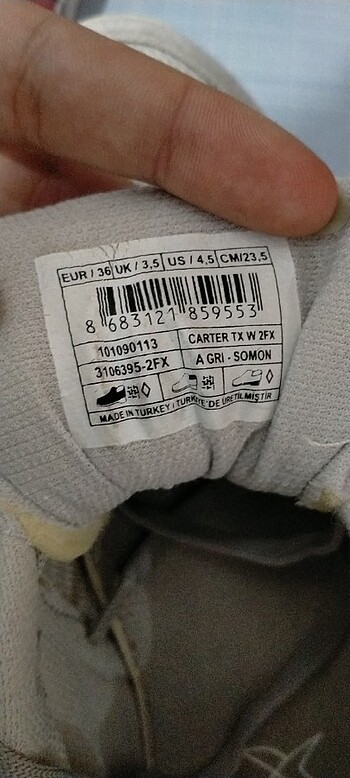 EUR / 36 UK / 3,5 US / 4,5 CM/23,5
8 683121 859553
101090113 CARTER TX W 2FX
3106395-2FX A GRI - SOMON
MADE IN TURKEY / TÜRKİYE'DE ÜRETİLMİŞTİR